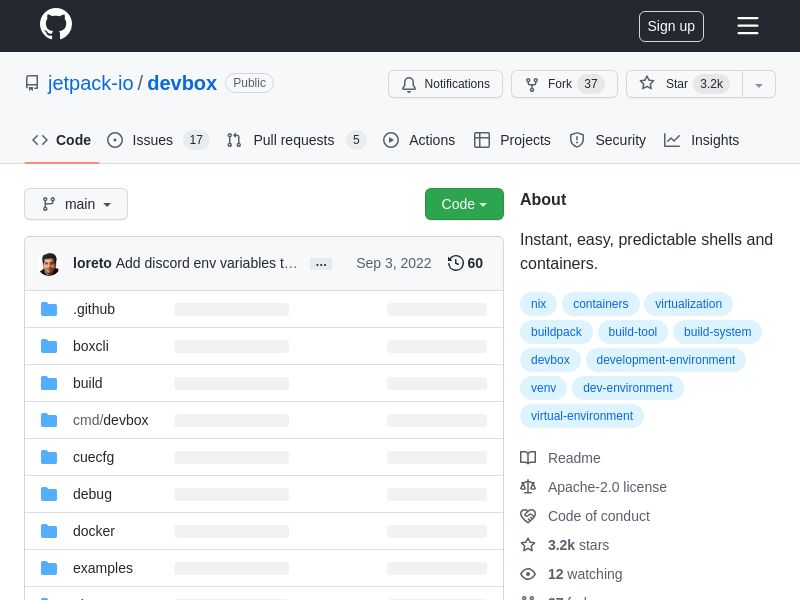 Sign up
jetpack-io / devbox Public
Notifications Fork 37 Star 3.2k
Code Issues 17 Pull requests 5 Actions Projects Security Insights
main Code
loreto Add discord env variables t… … Sep 3, 2022 60
.github
boxcli
build
cmd/devbox
cuecfg
debug
docker
examples
About
Instant, easy, predictable shells and
containers.
nix containers virtualization
buildpack build-tool build-system
devbox development-environment
venv dev-environment
virtual-environment
Readme
Apache-2.0 license
Code of conduct
3.2k stars
12 watching